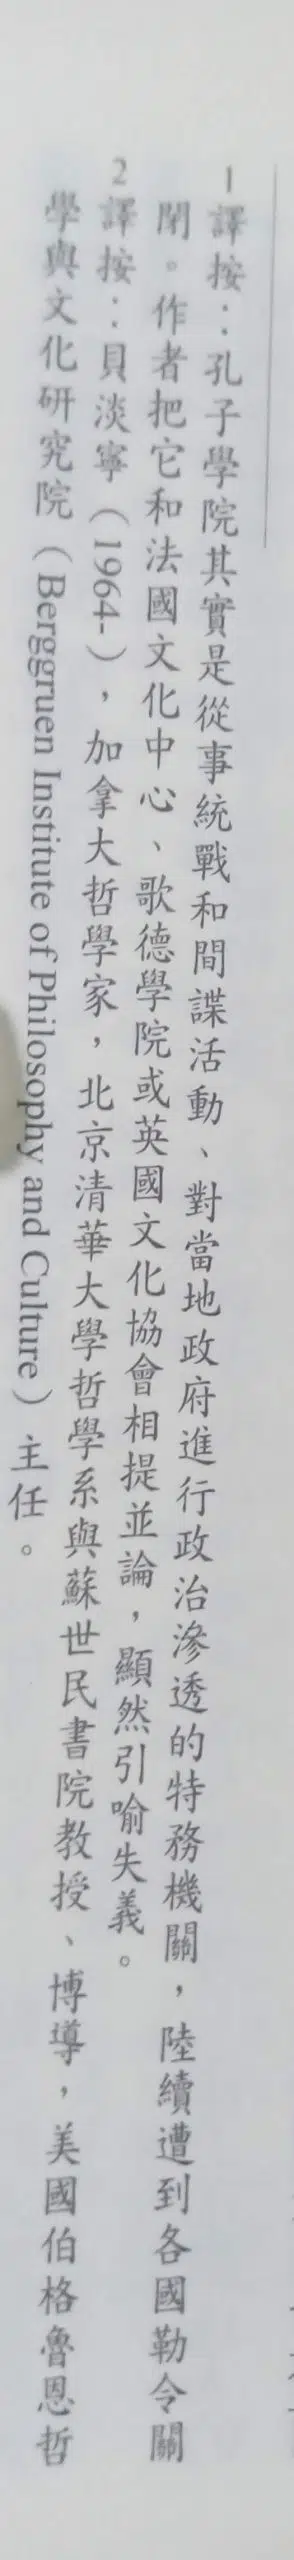 1 譯按：孔子學院其實是從事統戰和間諜活動、對當地政府進行政治滲透的特務機關，陸續遭到各國勒令關
閉。作者把它和法國文化中心、歌德學院或英國文化協會相提並論，顯然引喻失義。
2 譯按：貝淡寧（1964-），加拿大哲學家，北京清華大學哲學系與蘇世民書院教授、博導，美國伯格魯恩哲
學與文化研究院（Berggruen Institute of Philosophy and Culture）主任。